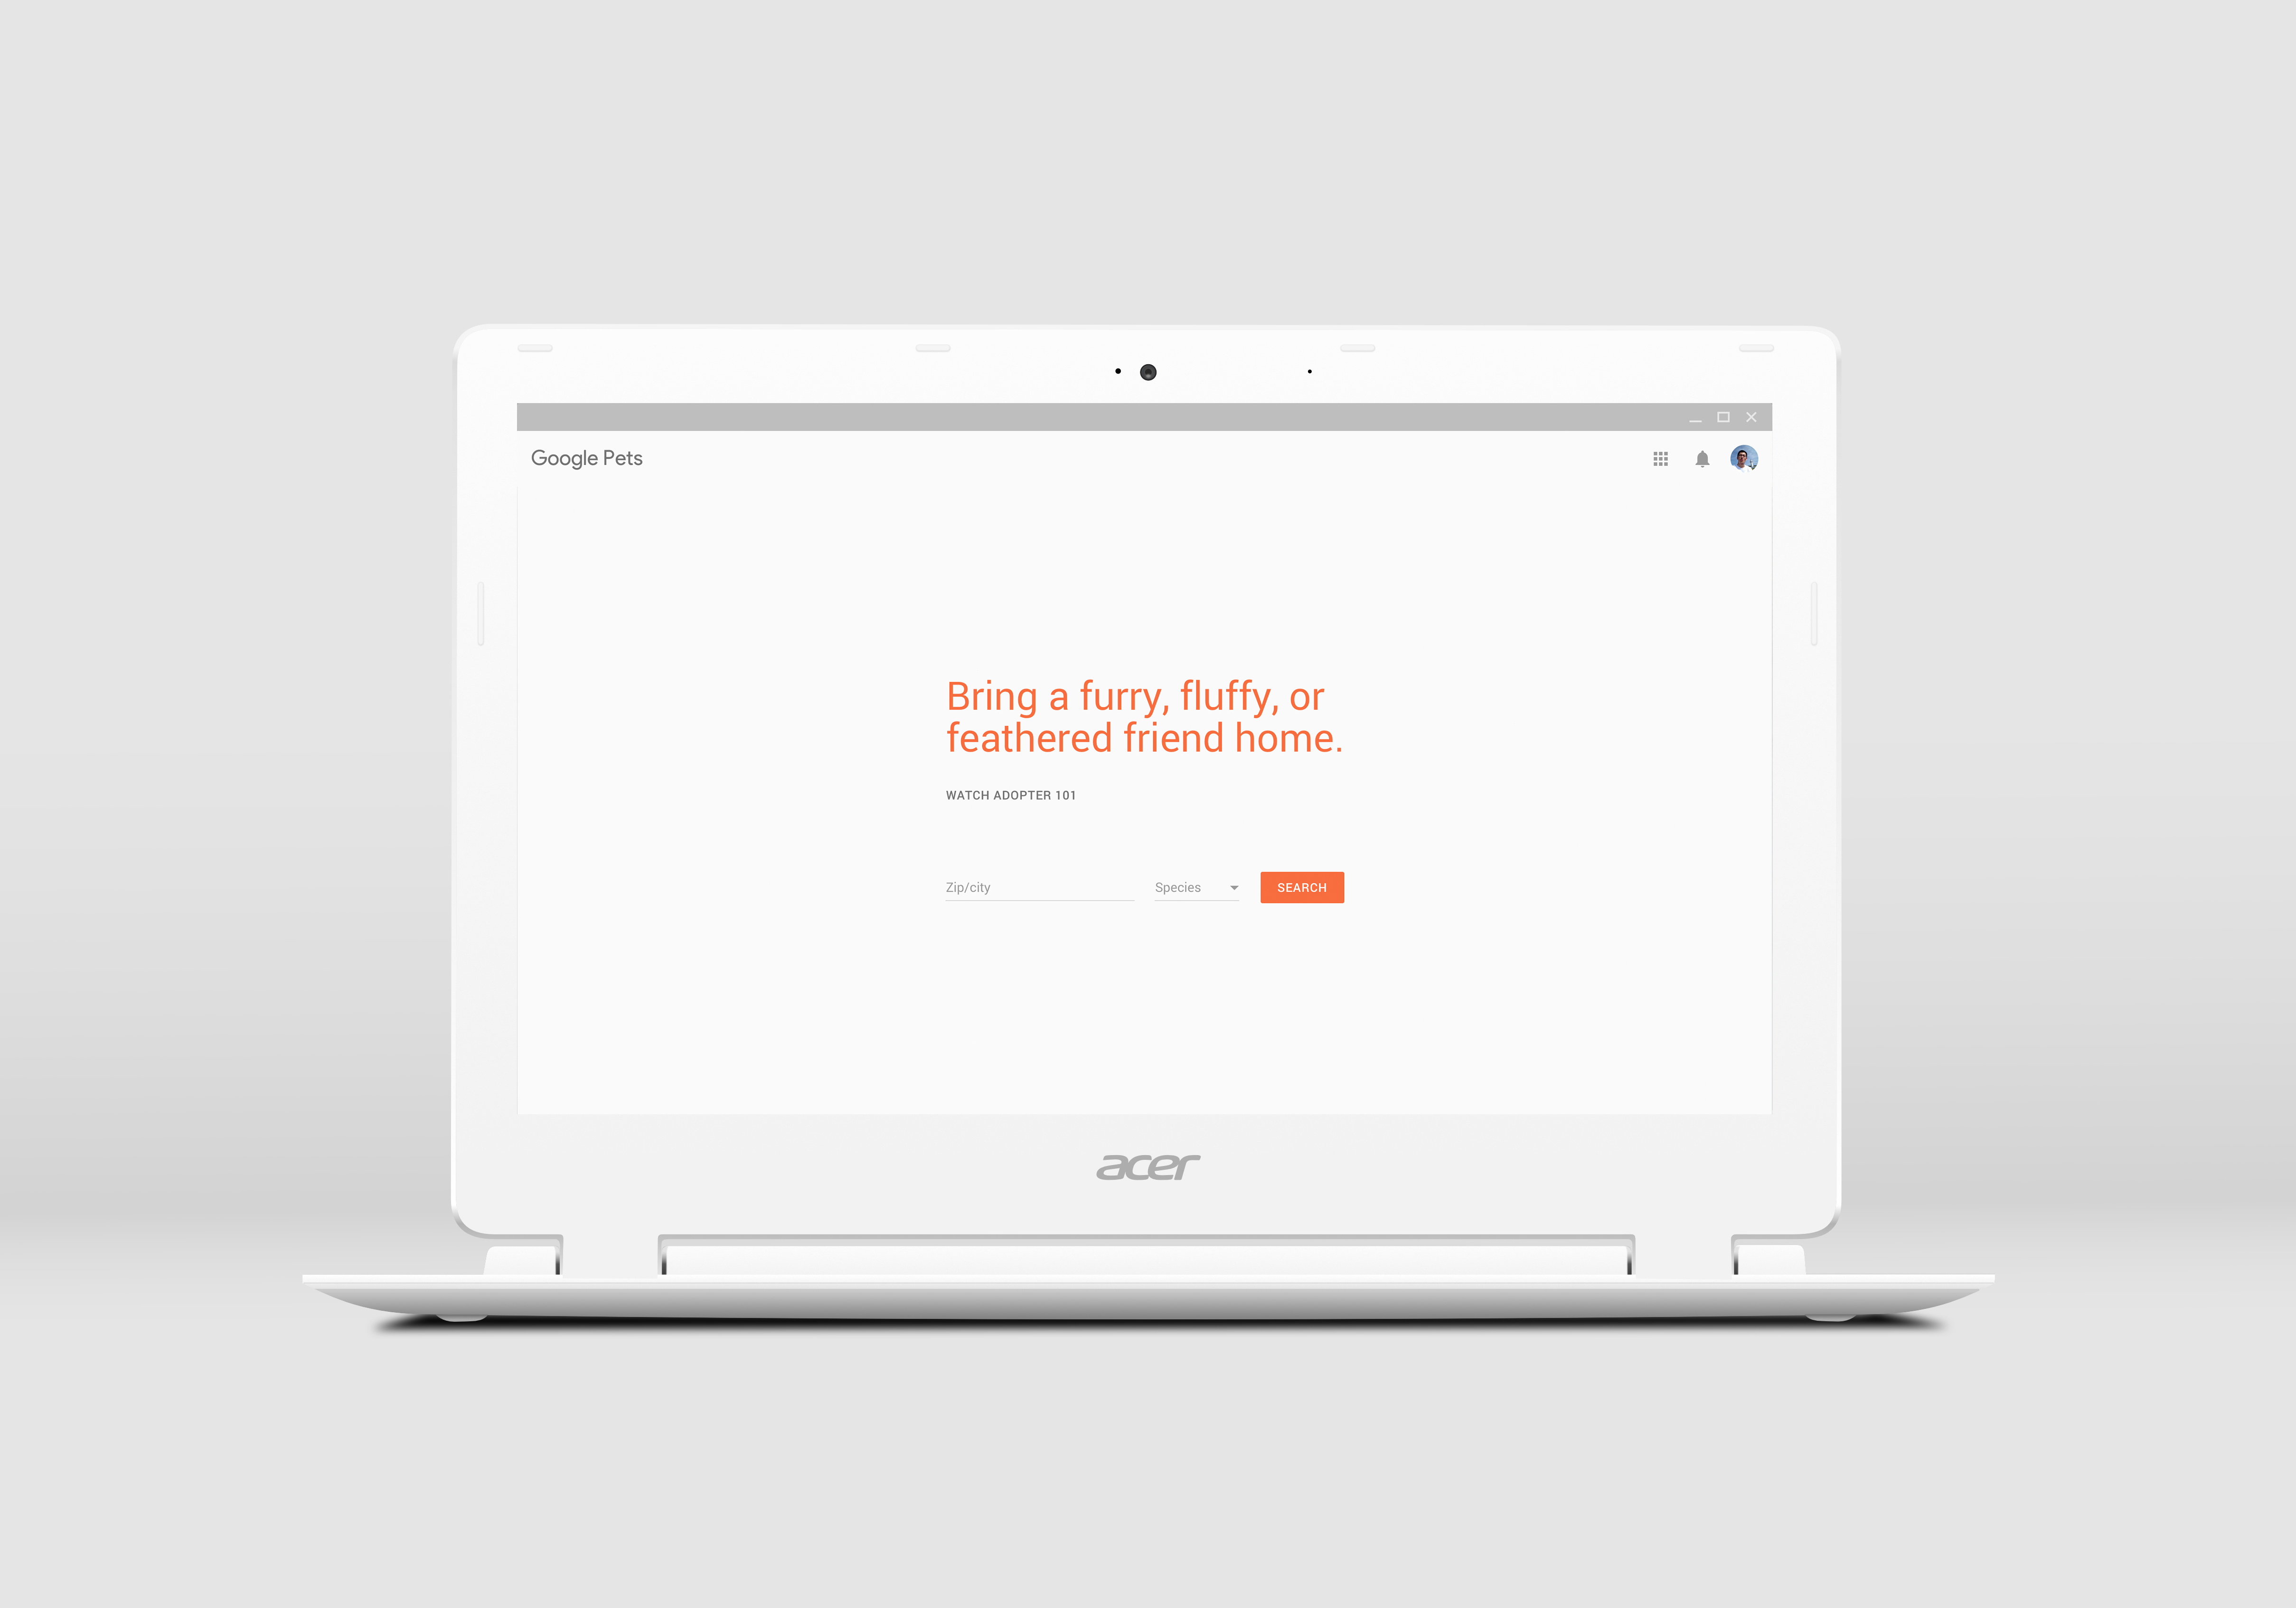 Google Pets
Bring a furry, fluffy, or
feathered friend home.
WATCH ADOPTER 101
Zip/city
Species
SEARCH
acer